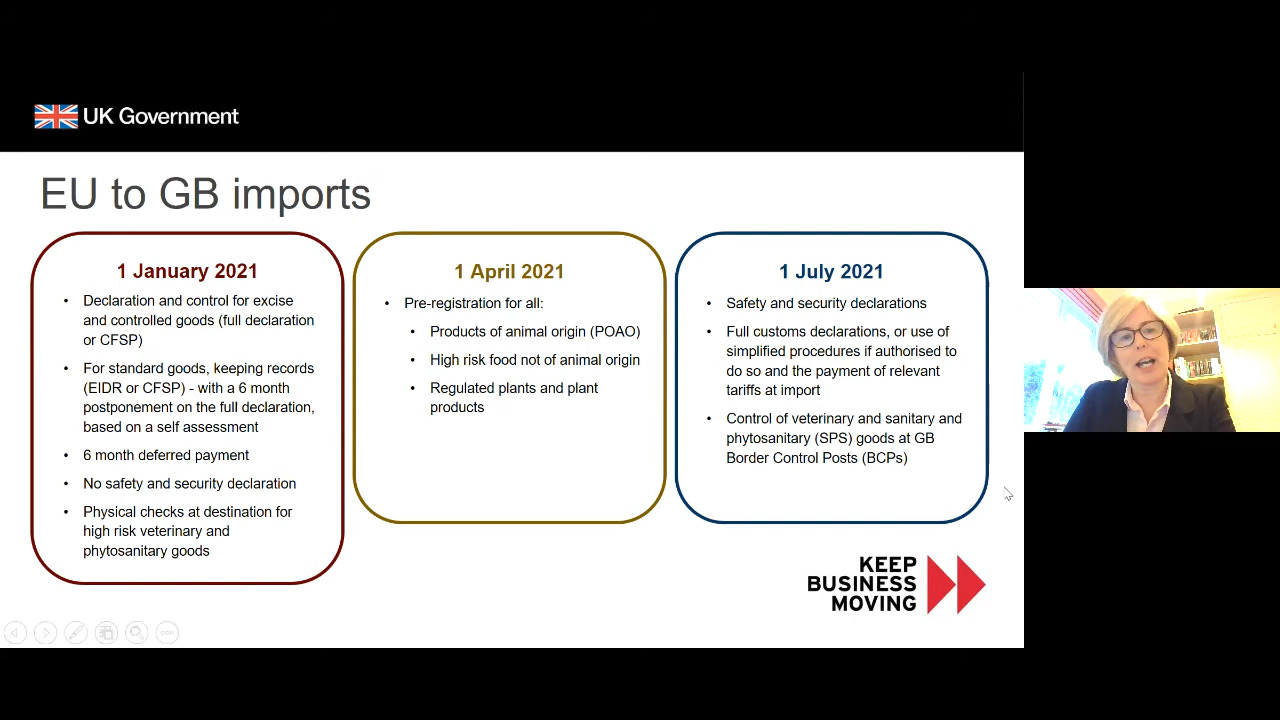 UK Government
EU to GB imports
1 January 2021
• Declaration and control for excise
and controlled goods (full declaration
or CFSP)
• For standard goods, keeping records
(EIDR or CFSP) - with a 6 month
postponement on the full declaration,
based on a self assessment
• 6 month deferred payment
• No safety and security declaration
• Physical checks at destination for
high risk veterinary and
phytosanitary goods
1 April 2021
• Pre-registration for all:
• Products of animal origin (POAO)
• High risk food not of animal origin
• Regulated plants and plant
products
1 July 2021
• Safety and security declarations
• Full customs declarations, or use of
simplified procedures if authorised to
do so and the payment of relevant
tariffs at import
• Control of veterinary and sanitary and
phytosanitary (SPS) goods at GB
Border Control Posts (BCPs)
KEEP
BUSINESS
MOVING